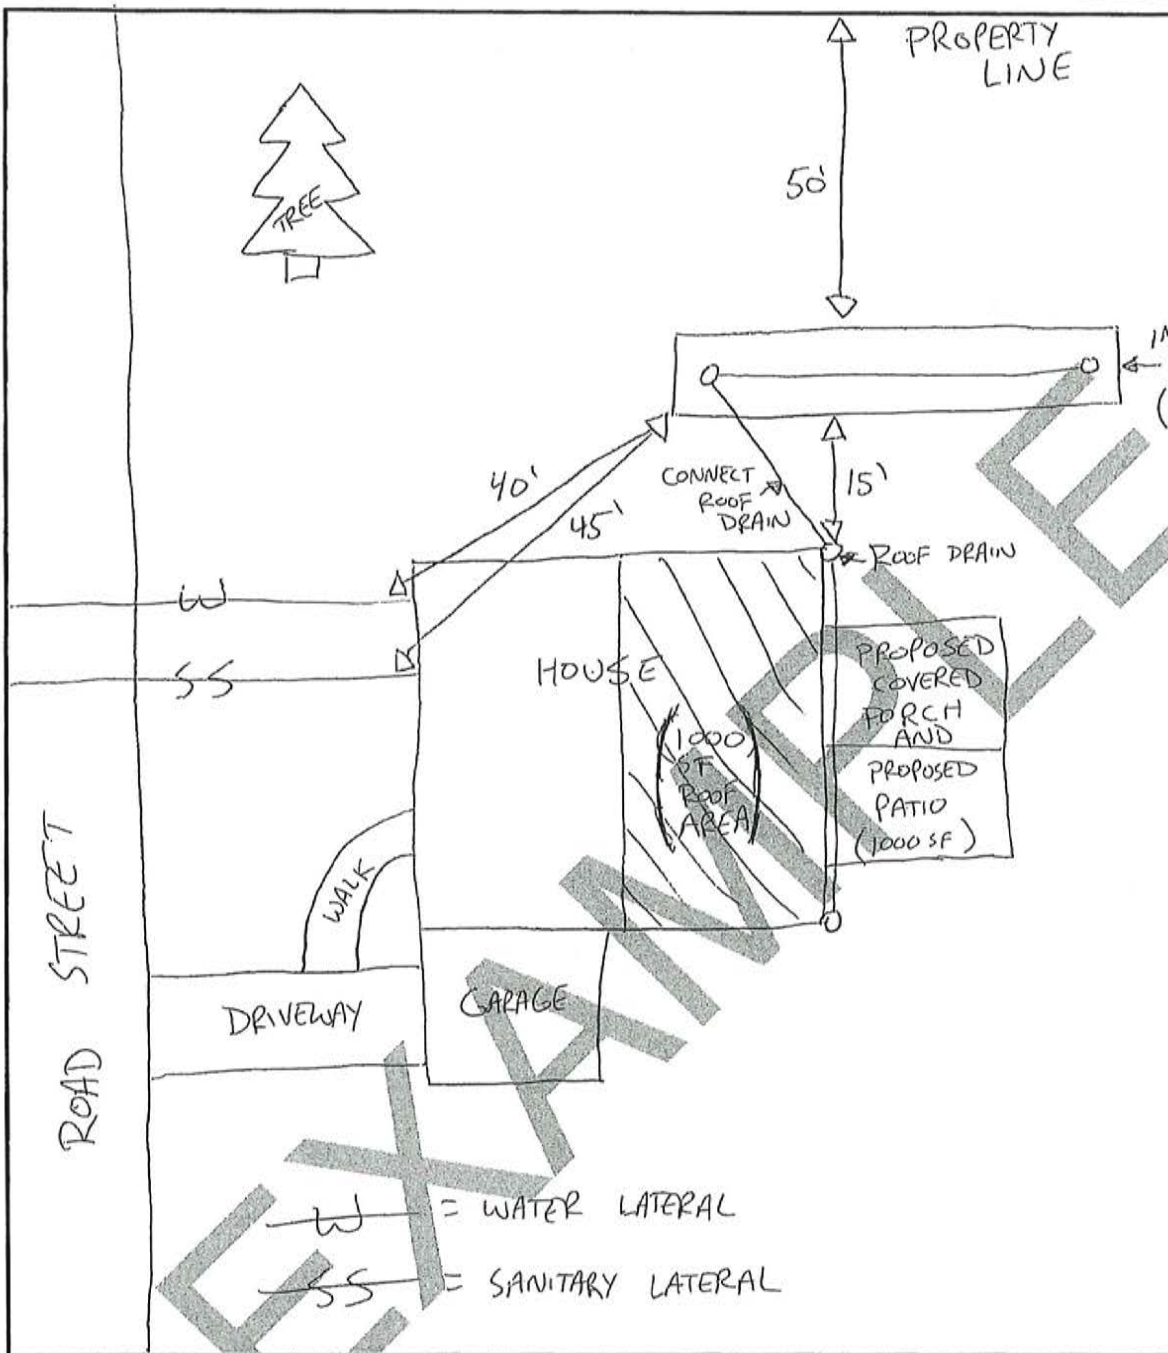 PROPERTY
LINE
50'
TREE
40'
45'
CONNECT
ROOF
DRAIN
15'
ROOF DRAIN
W
SS
HOUSE
(1000
SF
ROOF
AREA)
PROPOSED
COVERED
PORCH
AND
PROPOSED
PATIO
(1000 SF)
WALK
DRIVEWAY
GARAGE
ROAD STREET
W = WATER LATERAL
SS = SANITARY LATERAL
EXAMPLE